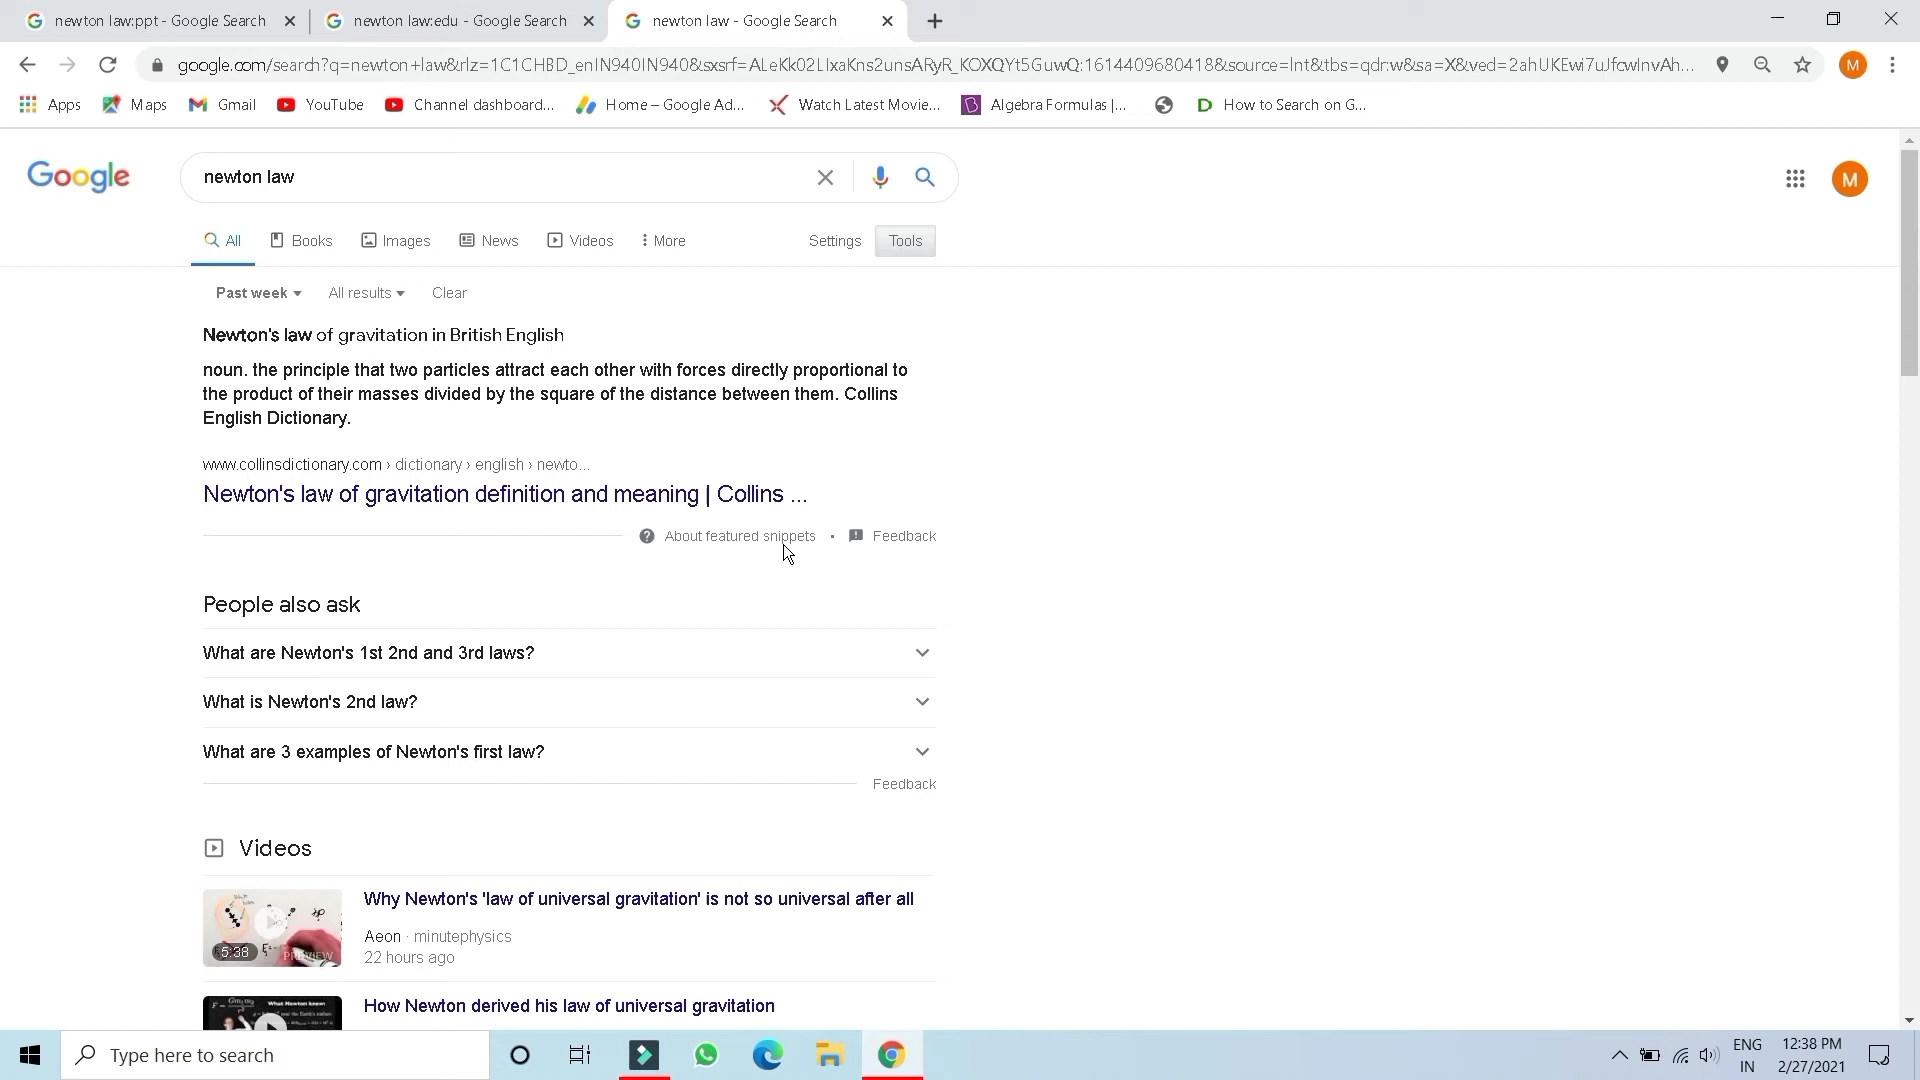 newton law:ppt - Google Search
newton law:edu - Google Search
newton law - Google Search
google.com/search?q=newton+law&rlz=1C1CHBD_enIN940IN940&sxsrf=ALeKk02LIxaKns2unsARyR_KOXQYt5GuwQ:1614409680418&source=lnt&tbs=qdr:w&sa=X&ved=2ahUKEwi7uJfcwInvAh...
M
Apps
Maps
Gmail
YouTube
Channel dashboard...
Home – Google Ad...
Watch Latest Movie...
Algebra Formulas |...
How to Search on G...
Google
newton law
M
All
Books
Images
News
Videos
More
Settings
Tools
Past week
All results
Clear
Newton's law of gravitation in British English
noun. the principle that two particles attract each other with forces directly proportional to
the product of their masses divided by the square of the distance between them. Collins
English Dictionary.
www.collinsdictionary.com › dictionary › english › newto...
Newton's law of gravitation definition and meaning | Collins ...
About featured snippets • Feedback
People also ask
What are Newton's 1st 2nd and 3rd laws?
What is Newton's 2nd law?
What are 3 examples of Newton's first law?
Feedback
Videos
5:38
PREVIEW
Why Newton's 'law of universal gravitation' is not so universal after all
Aeon · minutephysics
22 hours ago
What Newton knew:
How Newton derived his law of universal gravitation
Type here to search
ENG
IN
12:38 PM
2/27/2021